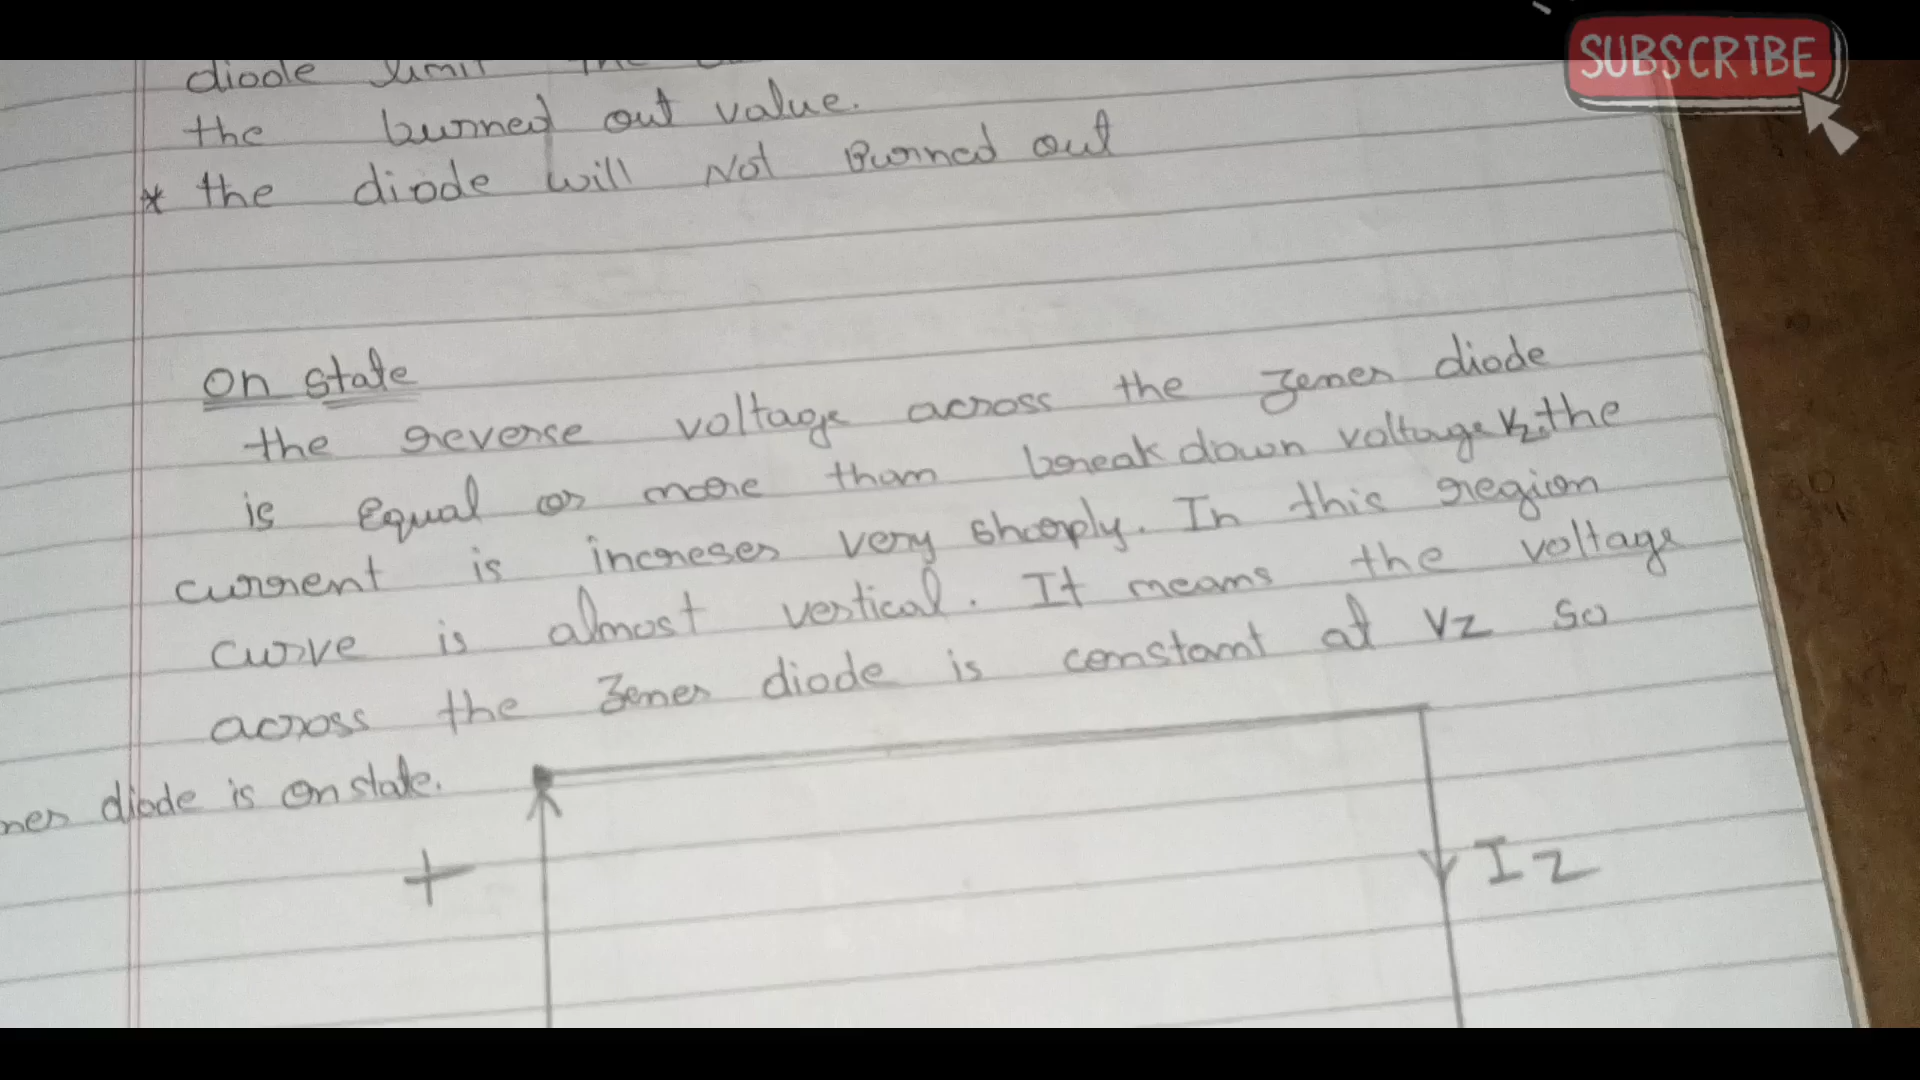 SUBSCRIBE
diode limit the
the burned out value.
* the diode will Not Burned out
On state
the reverse voltage across the Zener diode
is equal or more than breakdown voltage Vz. the
current is increses very sharply. In this region
curve is almost vertical. It means the voltage
across the Zener diode is constant at Vz so
ner diode is on state.
+
Iz